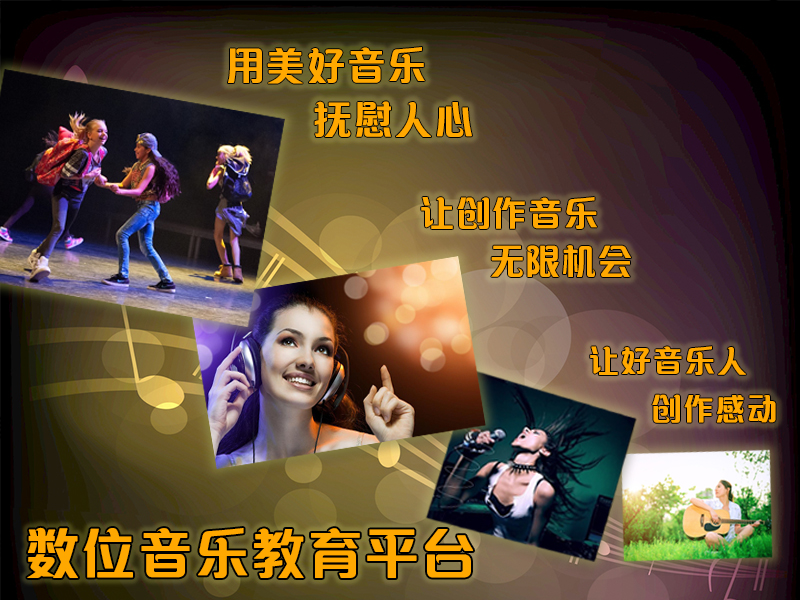 用美好音乐
抚慰人心
让创作音乐
无限机会
让好音乐人
创作感动
数位音乐教育平台